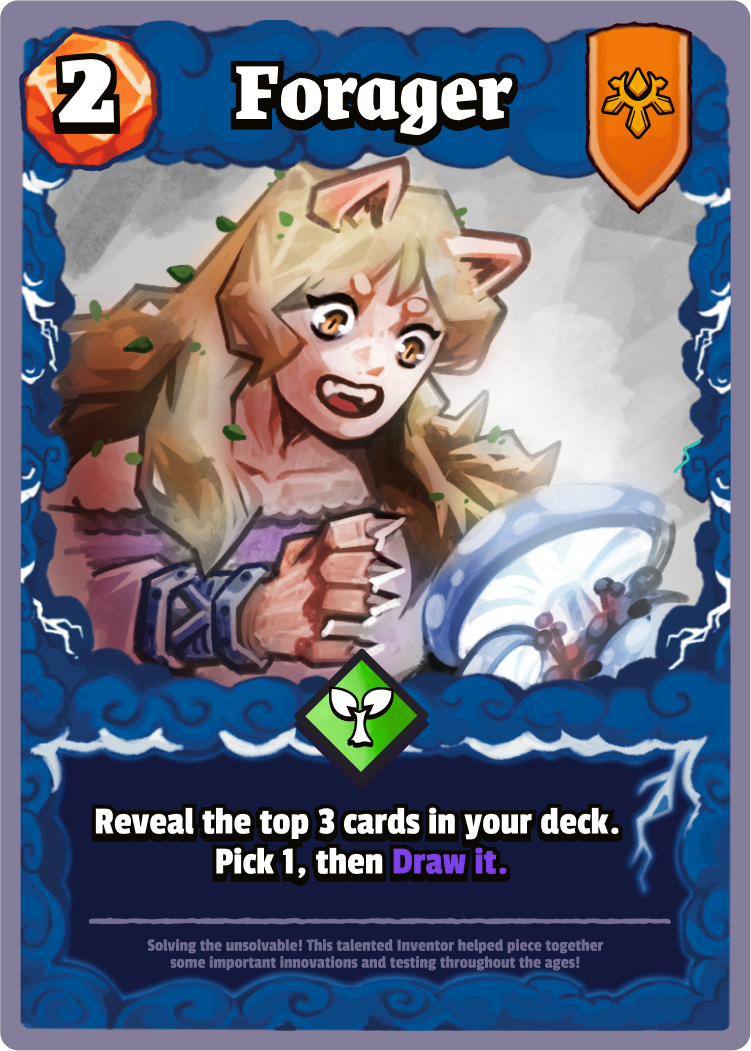 2
Forager
Reveal the top 3 cards in your deck.
Pick 1, then Draw it.
Solving the unsolvable! This talented Inventor helped piece together
some important innovations and testing throughout the ages!